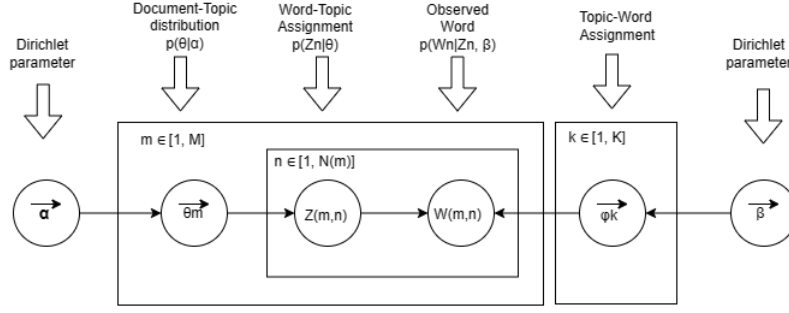 Dirichlet
parameter
Document-Topic
distribution
p(θ|α)
Word-Topic
Assignment
p(Zn|θ)
Observed
Word
p(Wn|Zn, β)
Topic-Word
Assignment
Dirichlet
parameter
m ∈ [1, M]
n ∈ [1, N(m)]
k ∈ [1, K]
α
θm
Z(m,n)
W(m,n)
φk
β